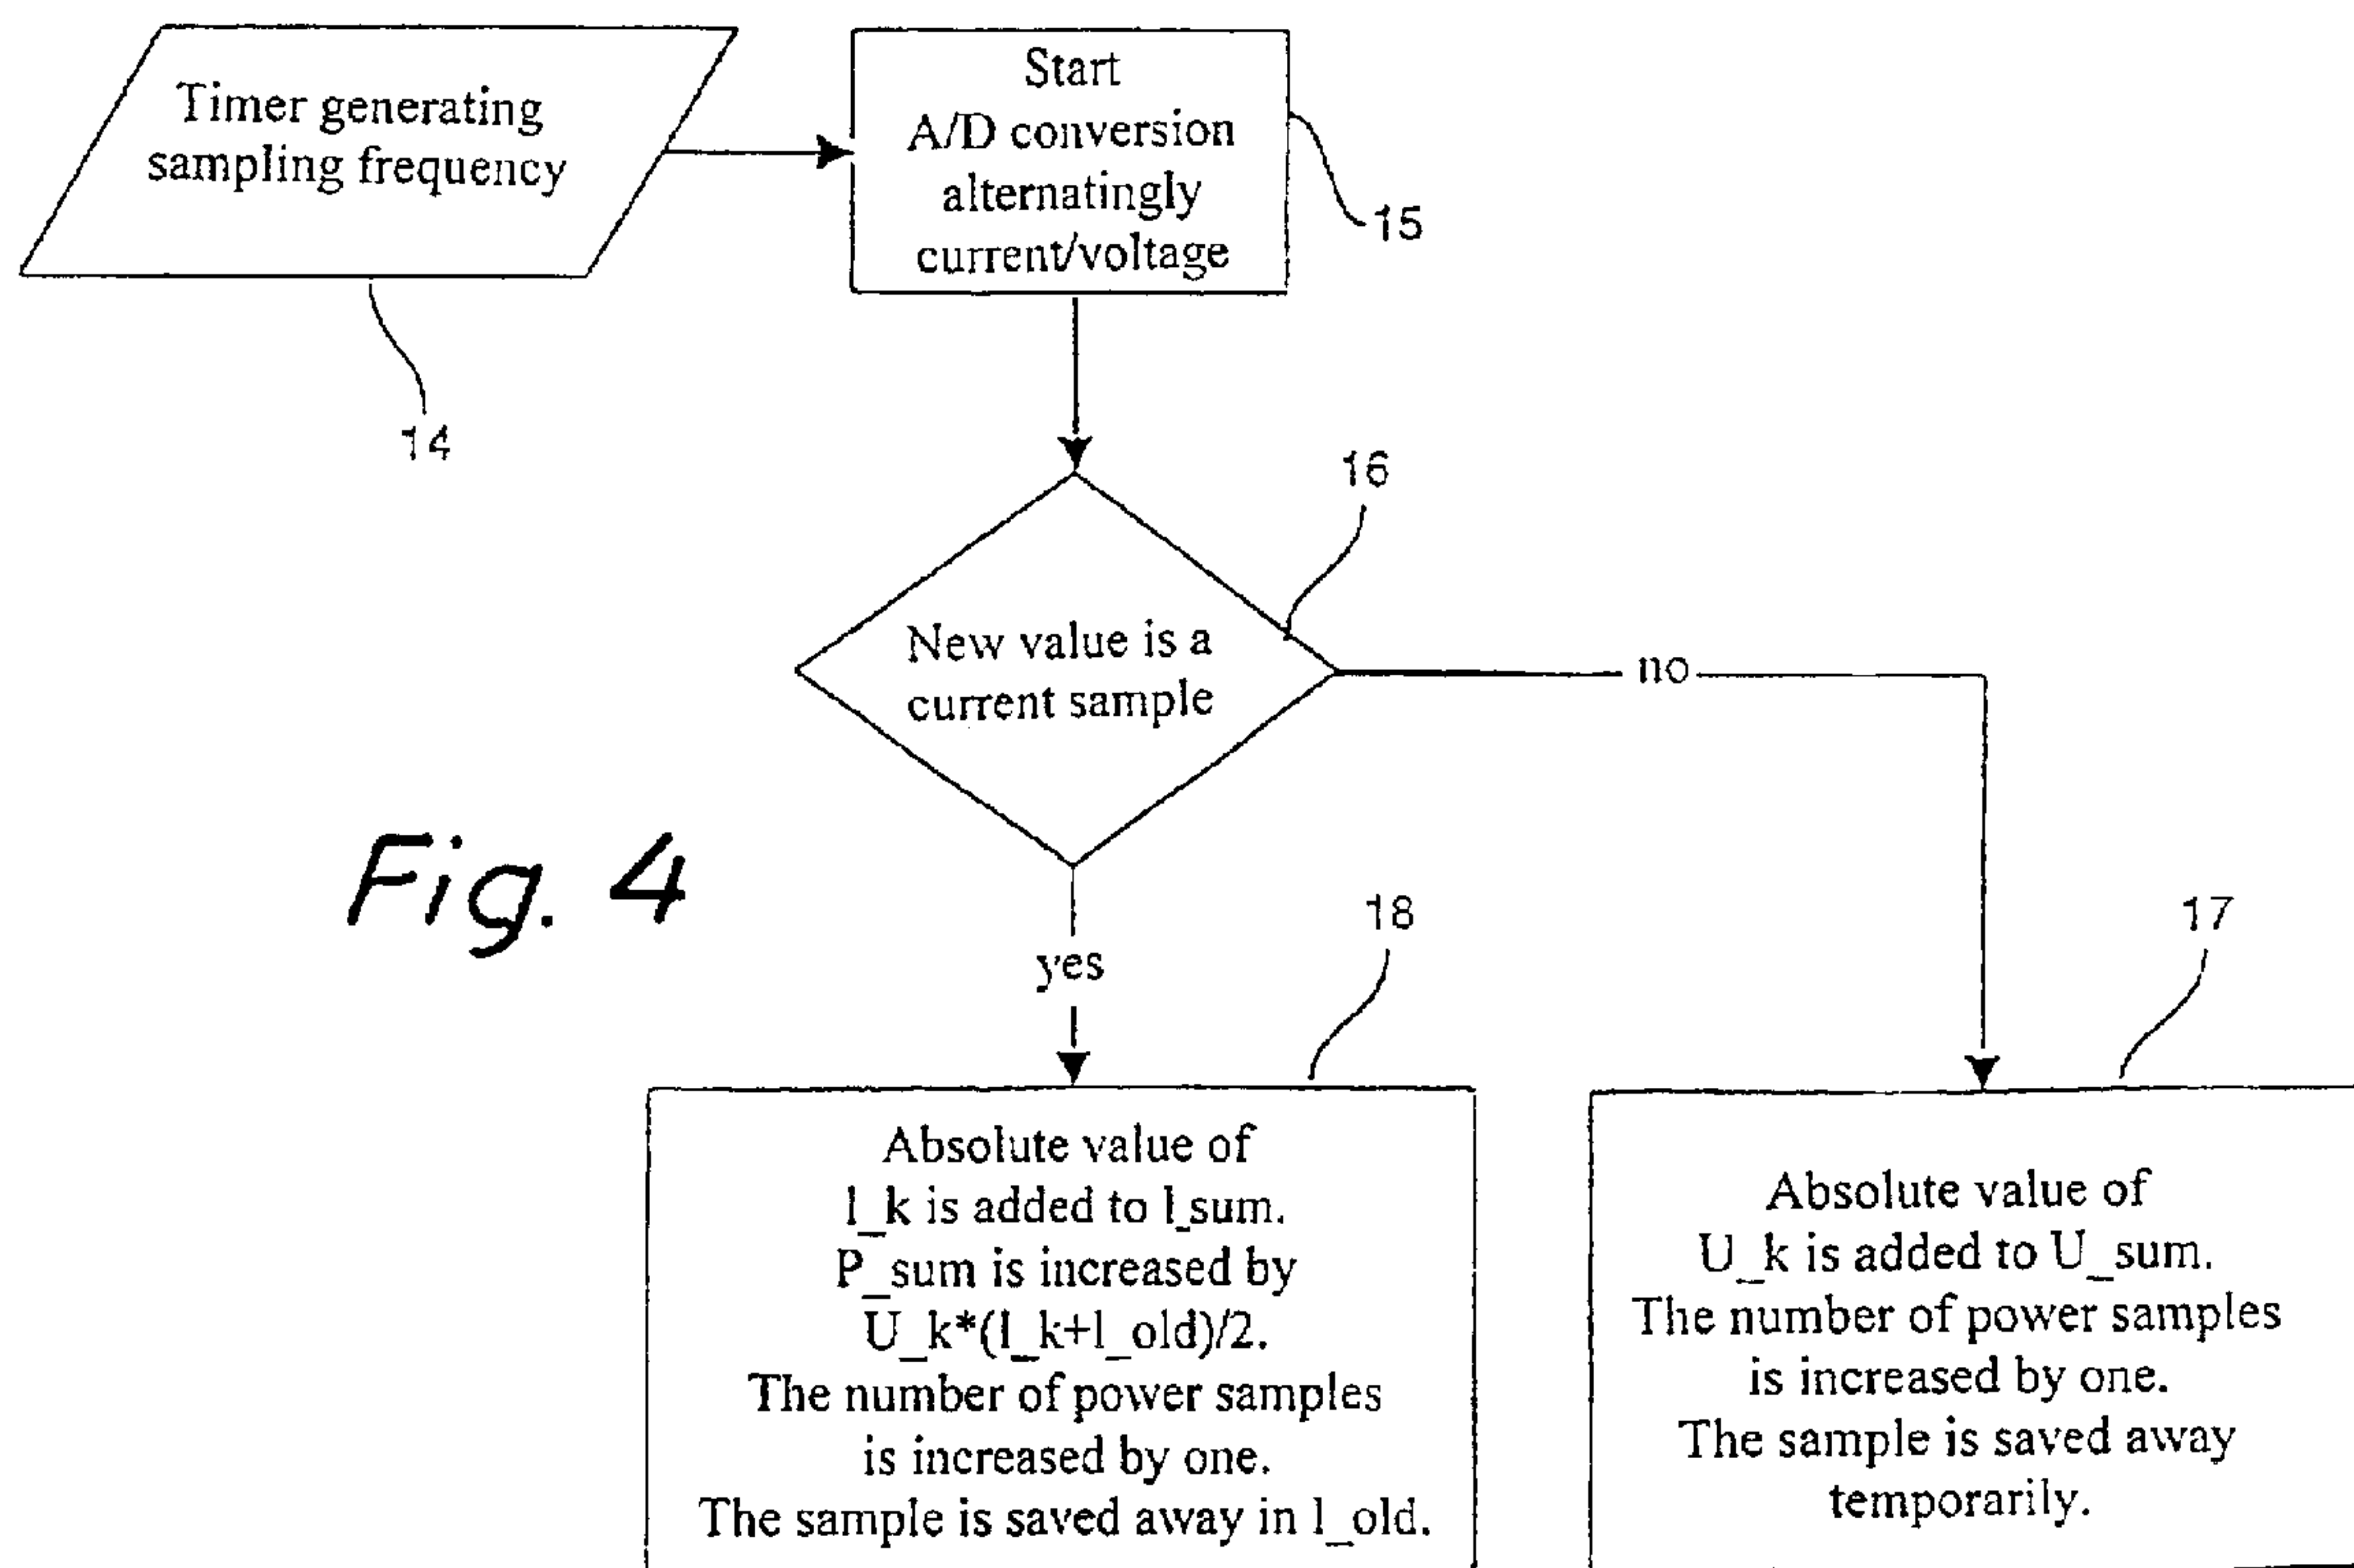 Timer generating
sampling frequency
14
Start
A/D conversion
alternatingly
current/voltage
15
16
New value is a
current sample
no
yes
Fig. 4
18
Absolute value of
I_k is added to I_sum.
P_sum is increased by
U_k*(I_k+I_old)/2.
The number of power samples
is increased by one.
The sample is saved away in I_old.
17
Absolute value of
U_k is added to U_sum.
The number of power samples
is increased by one.
The sample is saved away
temporarily.